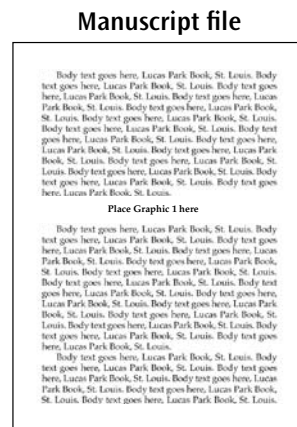 Manuscript file
Body text goes here, Lucas Park Book, St. Louis. Body
text goes here, Lucas Park Book, St. Louis. Body text goes
here, Lucas Park Book, St. Louis. Body text goes here, Lucas
Park Book, St. Louis. Body text goes here, Lucas Park Book,
St. Louis. Body text goes here, Lucas Park Book, St. Louis.
Body text goes here, Lucas Park Book, St. Louis. Body text
goes here, Lucas Park Book, St. Louis. Body text goes here,
Lucas Park Book, St. Louis. Body text goes here, Lucas Park
Book, St. Louis. Body text goes here, Lucas Park Book, St.
Louis. Body text goes here, Lucas Park Book, St. Louis. Body
text goes here, Lucas Park Book, St. Louis. Body text goes
here. Lucas Park Book, St. Louis.
Place Graphic 1 here
Body text goes here, Lucas Park Book, St. Louis. Body
text goes here, Lucas Park Book, St. Louis. Body text goes
here, Lucas Park Book, St. Louis. Body text goes here, Lucas
Park Book, St. Louis. Body text goes here, Lucas Park Book,
St. Louis. Body text goes here, Lucas Park Book, St. Louis.
Body text goes here, Lucas Park Book, St. Louis. Body text
goes here, Lucas Park Book, St. Louis. Body text goes here,
Lucas Park Book, St. Louis. Body text goes here, Lucas Park
Book, St. Louis. Body text goes here, Lucas Park Book, St.
Louis. Body text goes here, Lucas Park Book, St. Louis. Body
text goes here, Lucas Park Book, St. Louis. Body text goes
here, Lucas Park Book, St. Louis.
Body text goes here, Lucas Park Book, St. Louis. Body
text goes here, Lucas Park Book, St. Louis. Body text goes
here, Lucas Park Book, St. Louis. Body text goes here, Lucas
Park Book, St. Louis. Body text goes here, Lucas Park Book,
St. Louis. Body text goes here, Lucas Park Book, St. Louis.